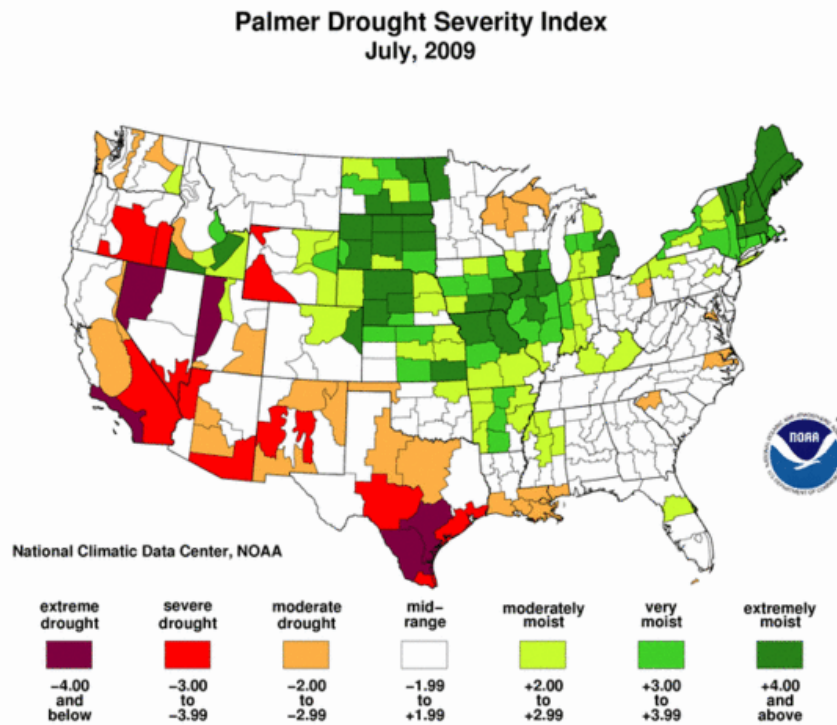 Palmer Drought Severity Index
July, 2009
NOAA
National Climatic Data Center, NOAA
extreme drought
severe drought
moderate drought
mid-range
moderately moist
very moist
extremely moist
-4.00 and below
-3.00 to -3.99
-2.00 to -2.99
-1.99 to +1.99
+2.00 to +2.99
+3.00 to +3.99
+4.00 and above